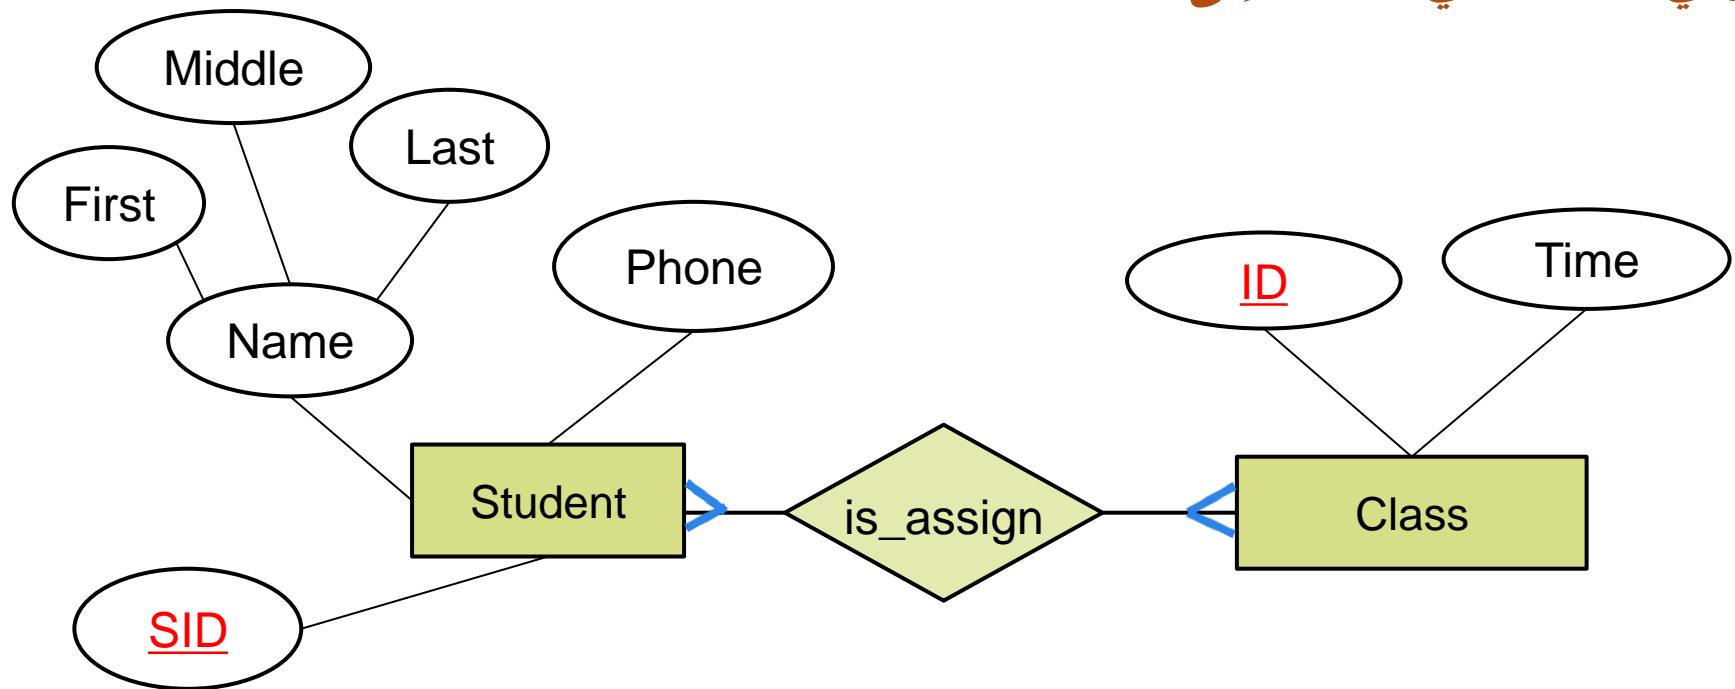 Middle
Last
First
Phone
Name
ID
Time
Student
is_assign
Class
SID